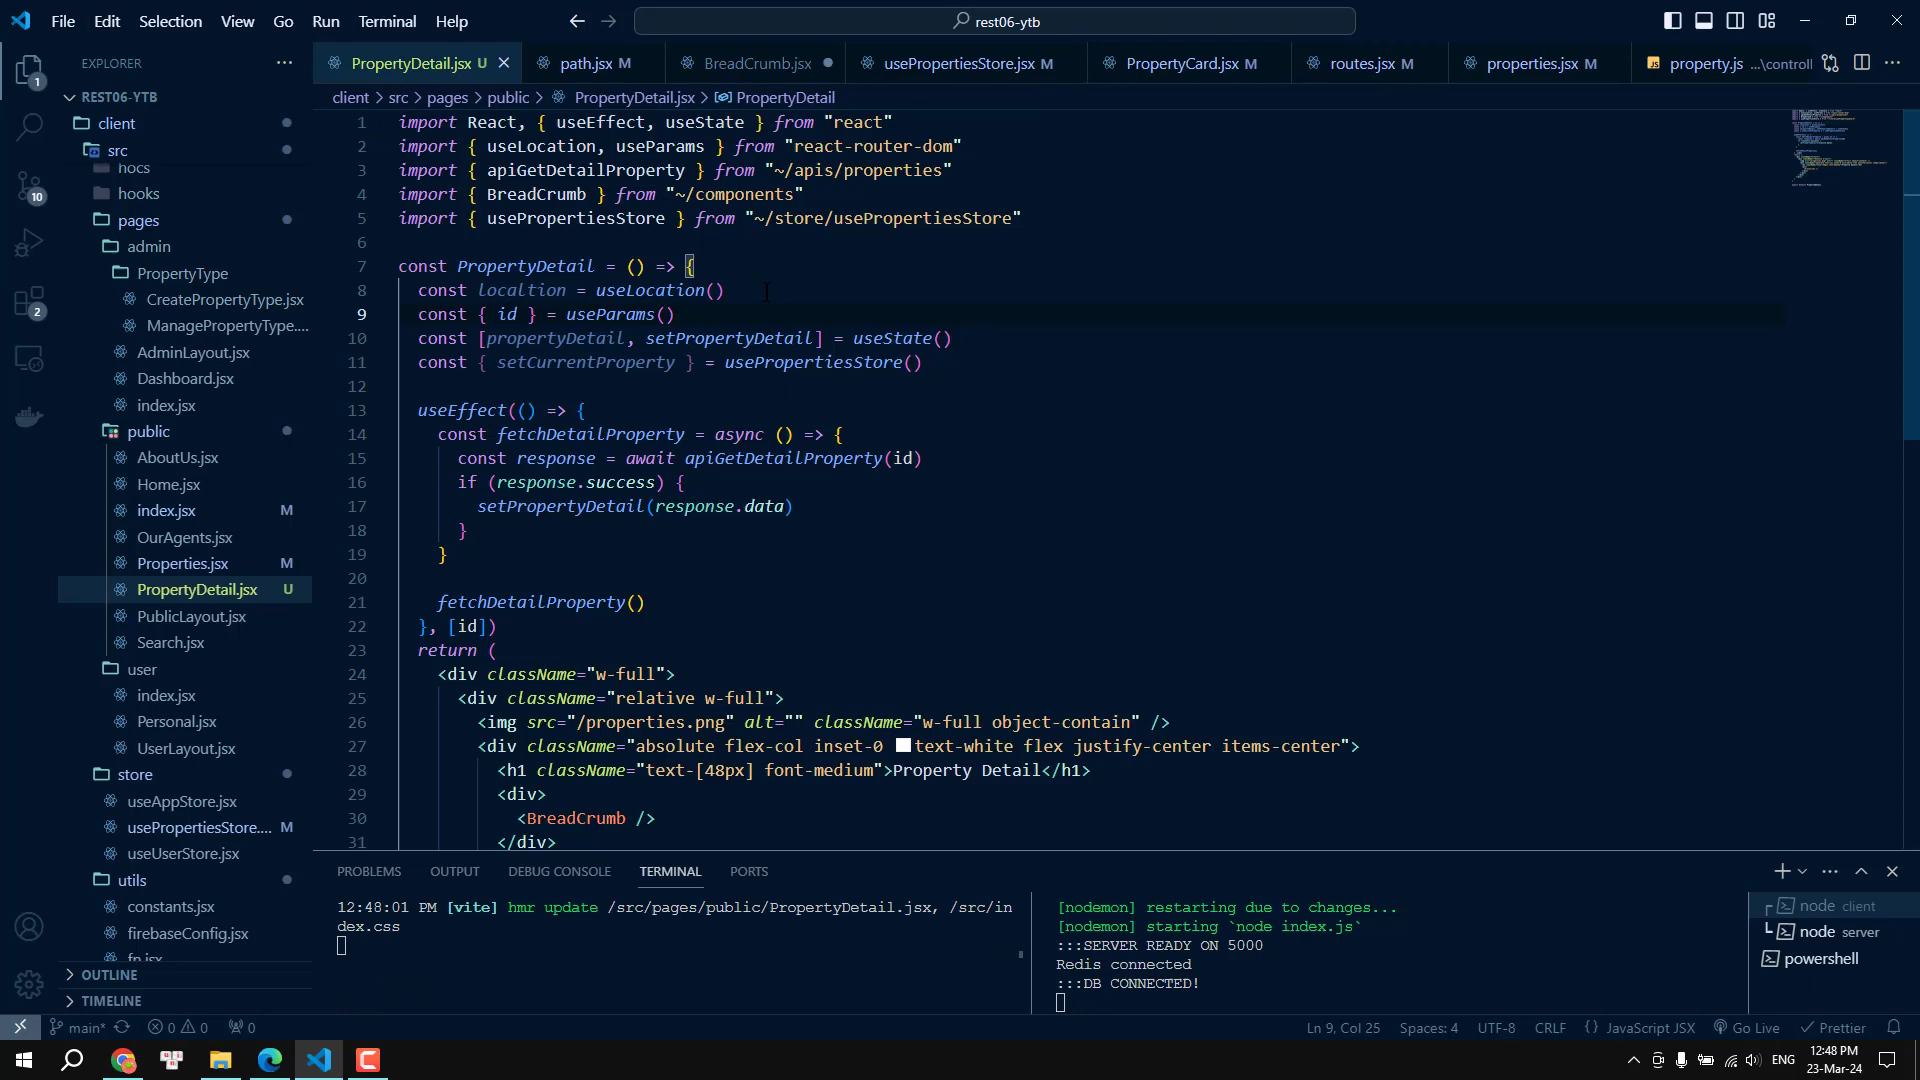 File Edit Selection View Go Run Terminal Help
rest06-ytb
EXPLORER
REST06-YTB
client
src
hocs
hooks
pages
admin
PropertyType
CreatePropertyType.jsx
ManagePropertyType....
AdminLayout.jsx
Dashboard.jsx
index.jsx
public
AboutUs.jsx
Home.jsx
index.jsx M
OurAgents.jsx
Properties.jsx M
PropertyDetail.jsx U
PublicLayout.jsx
Search.jsx
user
index.jsx
Personal.jsx
UserLayout.jsx
store
useAppStore.jsx
usePropertiesStore.... M
useUserStore.jsx
utils
constants.jsx
firebaseConfig.jsx
fn.jsx
OUTLINE
TIMELINE
1
10
2
PropertyDetail.jsx U path.jsx M BreadCrumb.jsx usePropertiesStore.jsx M PropertyCard.jsx M routes.jsx M properties.jsx M property.js ...\controll
client > src > pages > public > PropertyDetail.jsx > PropertyDetail
1 import React, { useEffect, useState } from "react"
2 import { useLocation, useParams } from "react-router-dom"
3 import { apiGetDetailProperty } from "~/apis/properties"
4 import { BreadCrumb } from "~/components"
5 import { usePropertiesStore } from "~/store/usePropertiesStore"
6
7 const PropertyDetail = () => {
8 const localtion = useLocation()
9 const { id } = useParams()
10 const [propertyDetail, setPropertyDetail] = useState()
11 const { setCurrentProperty } = usePropertiesStore()
12
13 useEffect(() => {
14 const fetchDetailProperty = async () => {
15 const response = await apiGetDetailProperty(id)
16 if (response.success) {
17 setPropertyDetail(response.data)
18 }
19 }
20
21 fetchDetailProperty()
22 }, [id])
23 return (
24 <div className="w-full">
25 <div className="relative w-full">
26 <img src="/properties.png" alt="" className="w-full object-contain" />
27 <div className="absolute flex-col inset-0 text-white flex justify-center items-center">
28 <h1 className="text-[48px] font-medium">Property Detail</h1>
29 <div>
30 <BreadCrumb />
31 </div>
PROBLEMS OUTPUT DEBUG CONSOLE TERMINAL PORTS
12:48:01 PM [vite] hmr update /src/pages/public/PropertyDetail.jsx, /src/in
dex.css
[nodemon] restarting due to changes...
[nodemon] starting `node index.js`
:::SERVER READY ON 5000
Redis connected
:::DB CONNECTED!
node client
node server
powershell
main* 0 0 0 Ln 9, Col 25 Spaces: 4 UTF-8 CRLF {} JavaScript JSX Go Live Prettier
ENG
12:48 PM
23-Mar-24